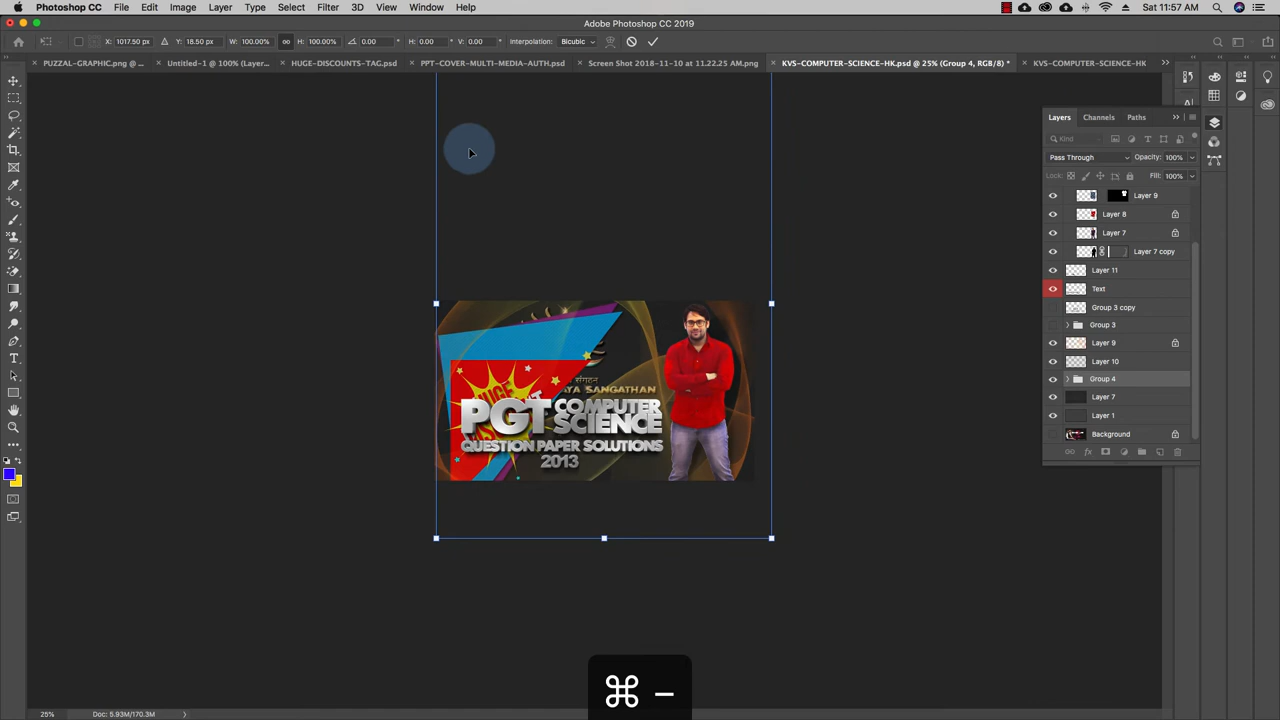 Photoshop CC File Edit Image Layer Type Select Filter 3D View Window Help Sat 11:57 AM
Adobe Photoshop CC 2019
X: 1017.50 px Y: 18.50 px W: 100.00% H: 100.00% 0.00 ° H: 0.00 ° V: 0.00 ° Interpolation: Bicubic
PUZZAL-GRAPHIC.png @ ... Untitled-1 @ 100% (Layer... HUGE-DISCOUNTS-TAG.psd PPT-COVER-MULTI-MEDIA-AUTH.psd Screen Shot 2018-11-10 at 11.22.25 AM.png KVS-COMPUTER-SCIENCE-HK.psd @ 25% (Group 4, RGB/8) * KVS-COMPUTER-SCIENCE-HK
Layers Channels Paths
Kind
Pass Through Opacity: 100%
Lock: Fill: 100%
Layer 9
Layer 8
Layer 7
Layer 7 copy
Layer 11
Text
Group 3 copy
Group 3
Layer 9
Layer 10
Group 4
Layer 7
Layer 1
Background
संगठन
AYA SANGATHAN
HUGE
PGT COMPUTER
SCIENCE
QUESTION PAPER SOLUTIONS
2013
⌘ –
25% Doc: 5.93M/170.3M